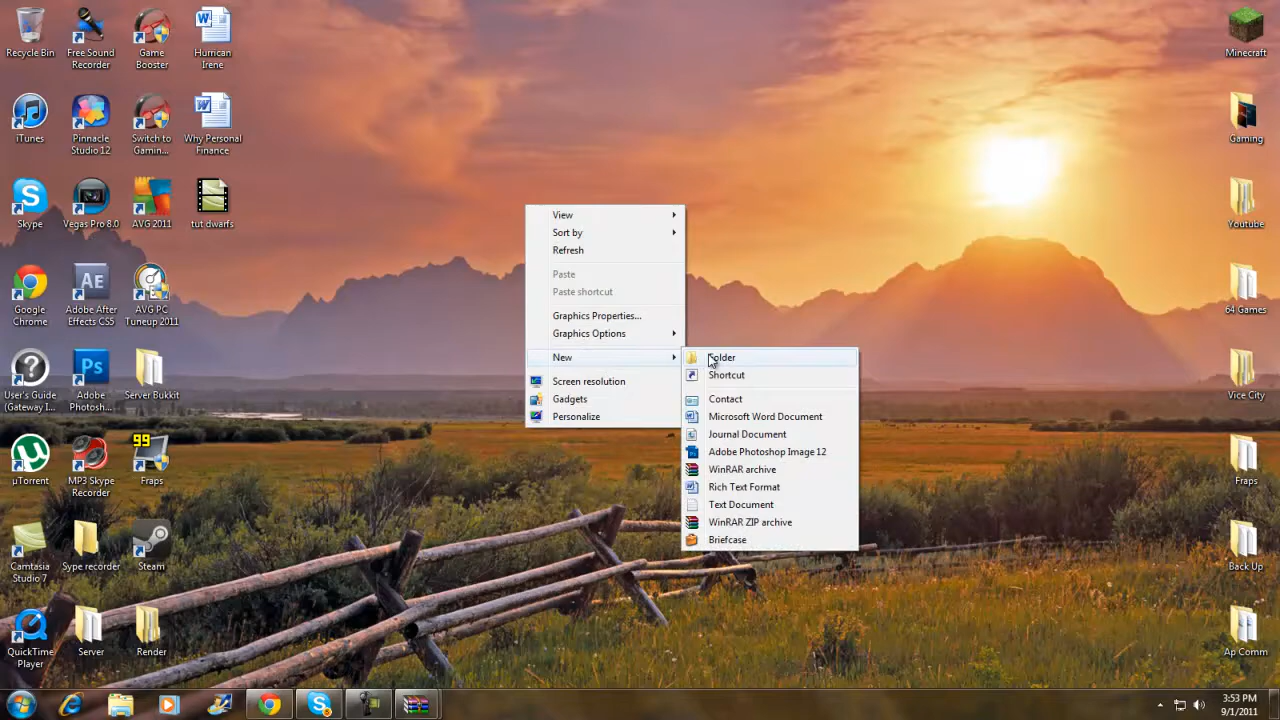 Recycle Bin
Free Sound
Recorder
Game
Booster
Hurrican
Irene
iTunes
Pinnacle
Studio 12
Switch to
Gamin...
Why Personal
Finance
Skype
Vegas Pro 8.0
AVG 2011
tut dwarfs
Google
Chrome
AE
Adobe After
Effects CS5
AVG PC
Tuneup 2011
User's Guide
(Gateway I...
Ps
Adobe
Photosh...
Server Bukkit
µTorrent
MP3 Skype
Recorder
99
Fraps
Camtasia
Studio 7
Sype recorder
Steam
QuickTime
Player
Server
Render
View
Sort by
Refresh
Paste
Paste shortcut
Graphics Properties...
Graphics Options
New
Screen resolution
Gadgets
Personalize
Folder
Shortcut
Contact
Microsoft Word Document
Journal Document
Adobe Photoshop Image 12
WinRAR archive
Rich Text Format
Text Document
WinRAR ZIP archive
Briefcase
Minecraft
Gaming
Youtube
64 Games
Vice City
Fraps
Back Up
Ap Comm
3:53 PM
9/1/2011